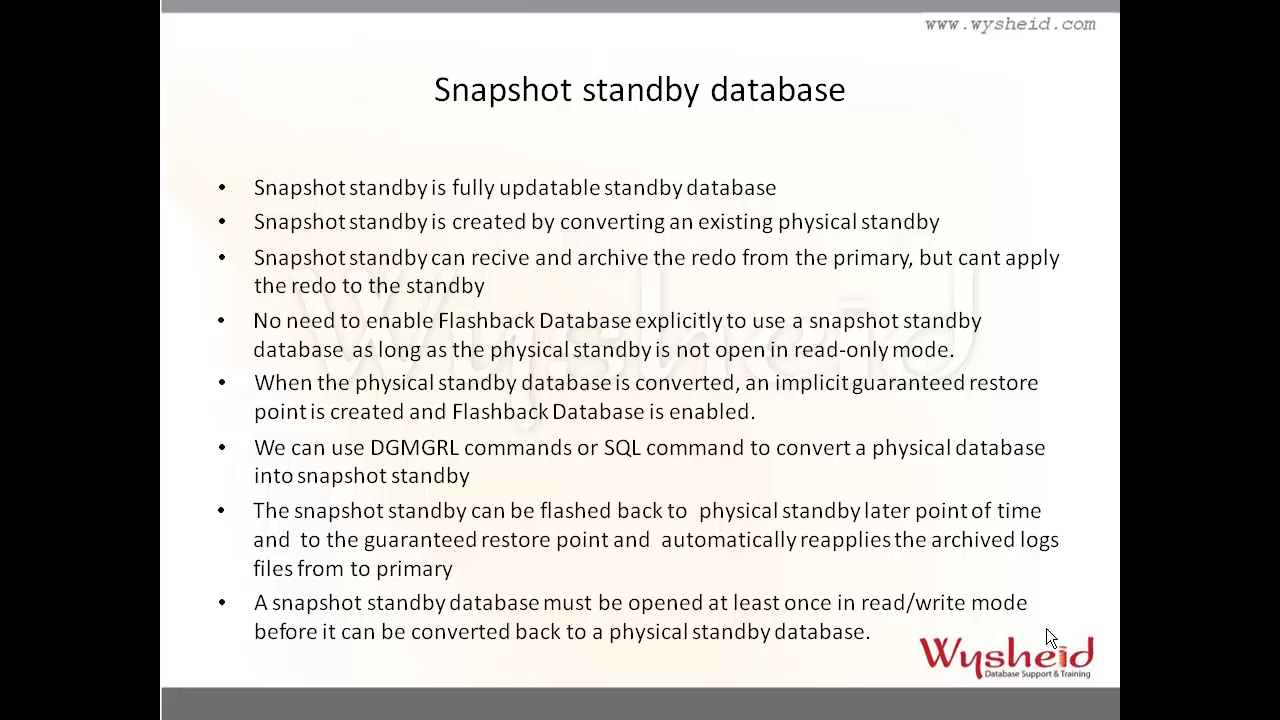 www.wysheid.com
Snapshot standby database
• Snapshot standby is fully updatable standby database
• Snapshot standby is created by converting an existing physical standby
• Snapshot standby can recive and archive the redo from the primary, but cant apply
the redo to the standby
• No need to enable Flashback Database explicitly to use a snapshot standby
database as long as the physical standby is not open in read-only mode.
• When the physical standby database is converted, an implicit guaranteed restore
point is created and Flashback Database is enabled.
• We can use DGMGRL commands or SQL command to convert a physical database
into snapshot standby
• The snapshot standby can be flashed back to physical standby later point of time
and to the guaranteed restore point and automatically reapplies the archived logs
files from to primary
• A snapshot standby database must be opened at least once in read/write mode
before it can be converted back to a physical standby database.
Wysheid
Database Support & Training